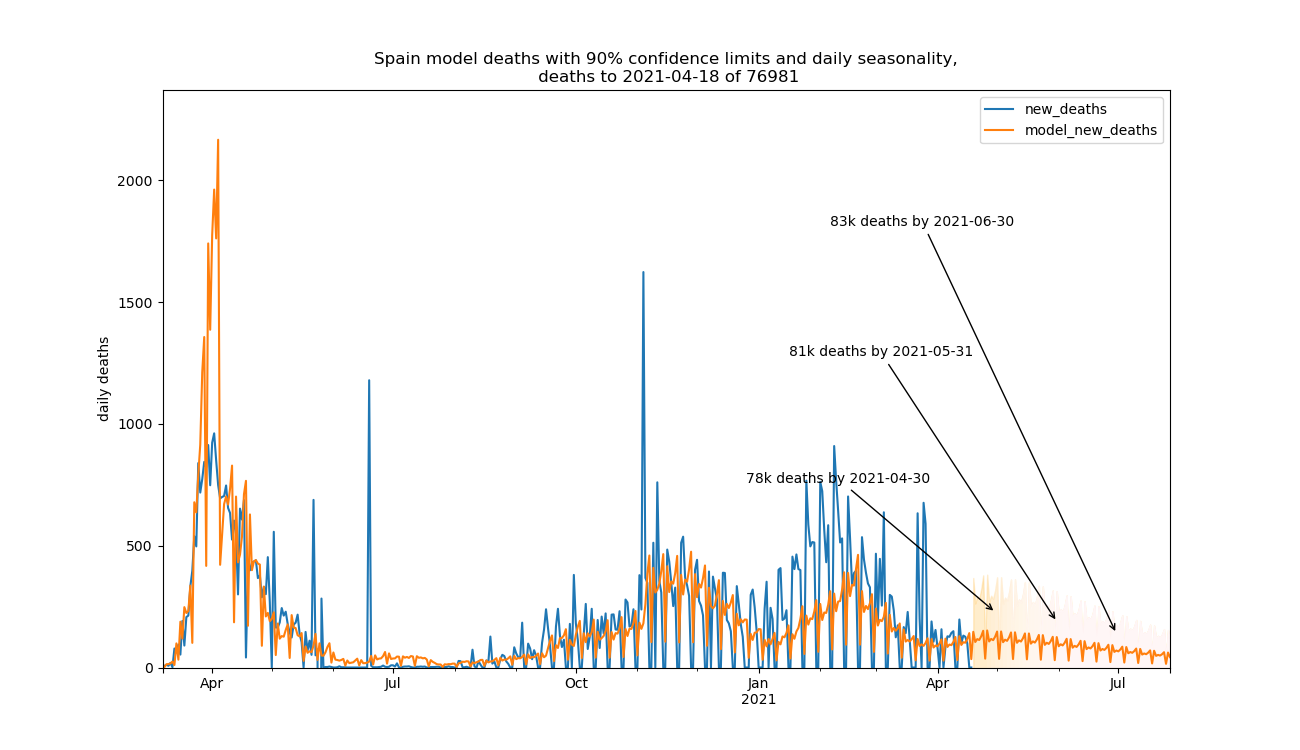 Spain model deaths with 90% confidence limits and daily seasonality,
deaths to 2021-04-18 of 76981
new_deaths
model_new_deaths
daily deaths
2000
1500
1000
500
0
83k deaths by 2021-06-30
81k deaths by 2021-05-31
78k deaths by 2021-04-30
Apr
Jul
Oct
Jan
2021
Apr
Jul